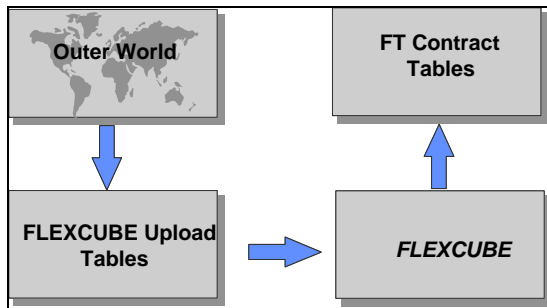 Outer World
FT Contract
Tables
FLEXCUBE Upload
Tables
FLEXCUBE